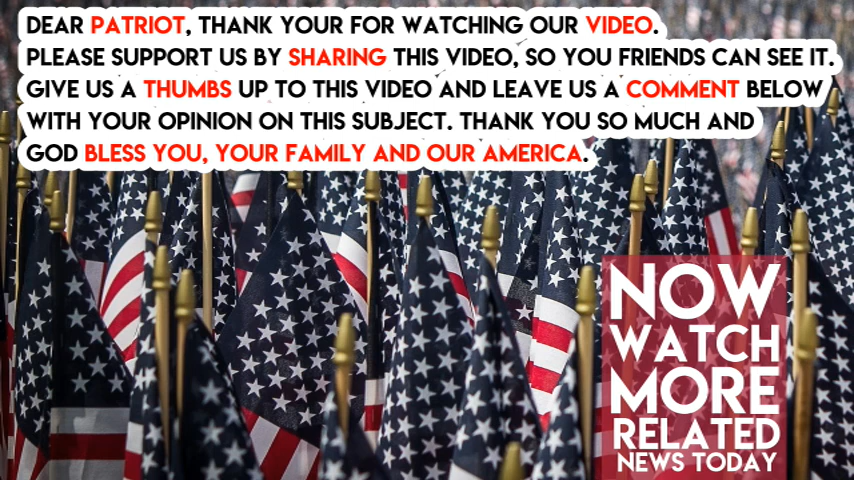 DEAR PATRIOT, THANK YOUR FOR WATCHING OUR VIDEO.
PLEASE SUPPORT US BY SHARING THIS VIDEO, SO YOU FRIENDS CAN SEE IT.
GIVE US A THUMBS UP TO THIS VIDEO AND LEAVE US A COMMENT BELOW
WITH YOUR OPINION ON THIS SUBJECT. THANK YOU SO MUCH AND
GOD BLESS YOU, YOUR FAMILY AND OUR AMERICA.
NOW
WATCH
MORE
RELATED
NEWS TODAY